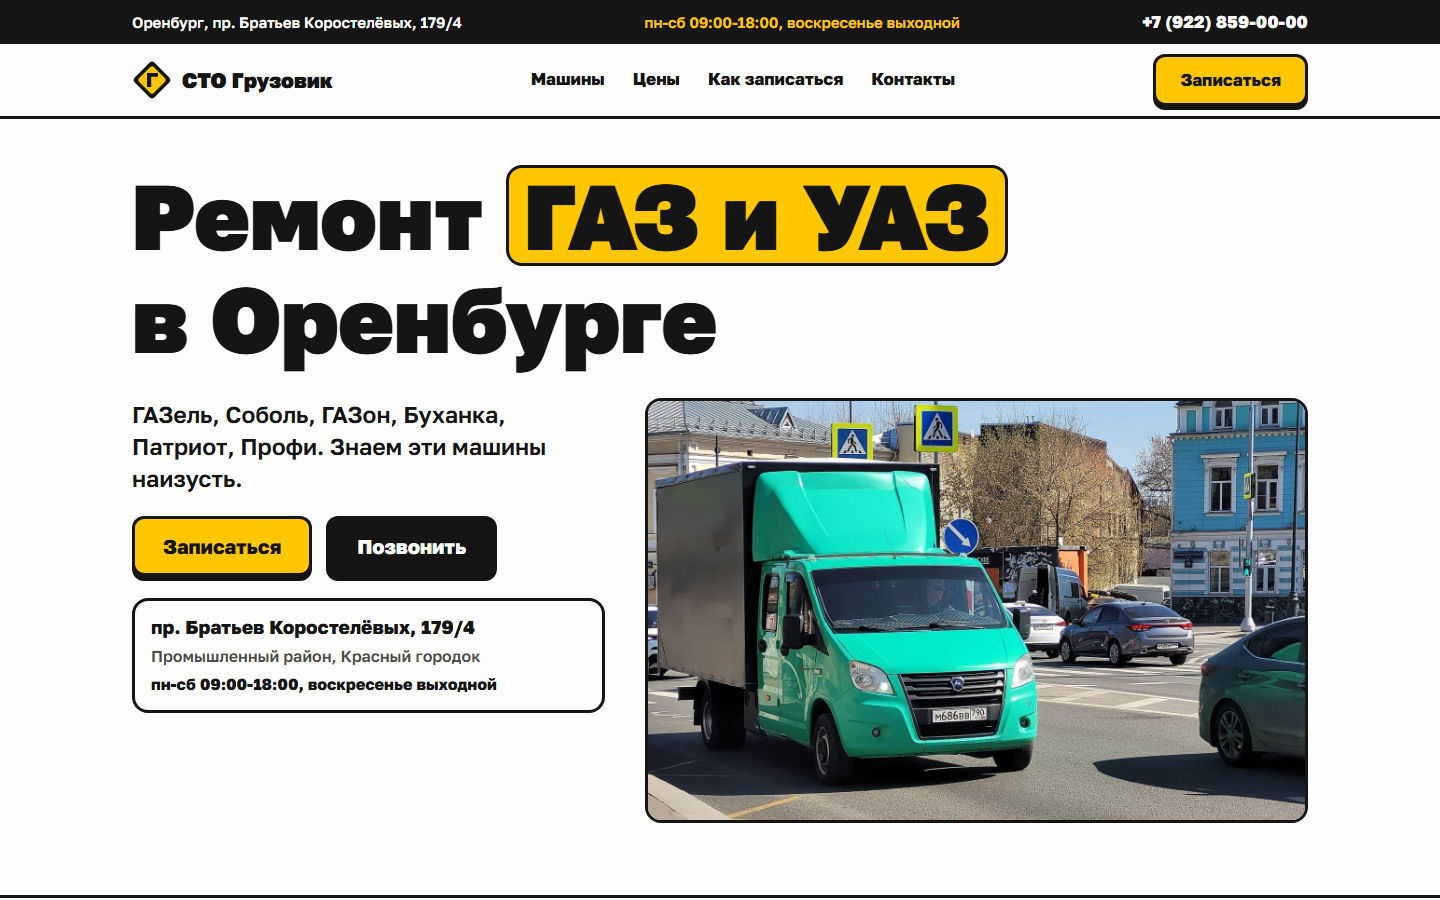 Оренбург, пр. Братьев Коростелёвых, 179/4
пн-сб 09:00-18:00, воскресенье выходной
+7 (922) 859-00-00
Г
СТО Грузовик
Машины
Цены
Как записаться
Контакты
Записаться
Ремонт ГАЗ и УАЗ
в Оренбурге
ГАЗель, Соболь, ГАЗон, Буханка,
Патриот, Профи. Знаем эти машины
наизусть.
Записаться
Позвонить
пр. Братьев Коростелёвых, 179/4
Промышленный район, Красный городок
пн-сб 09:00-18:00, воскресенье выходной
М686ВВ 790